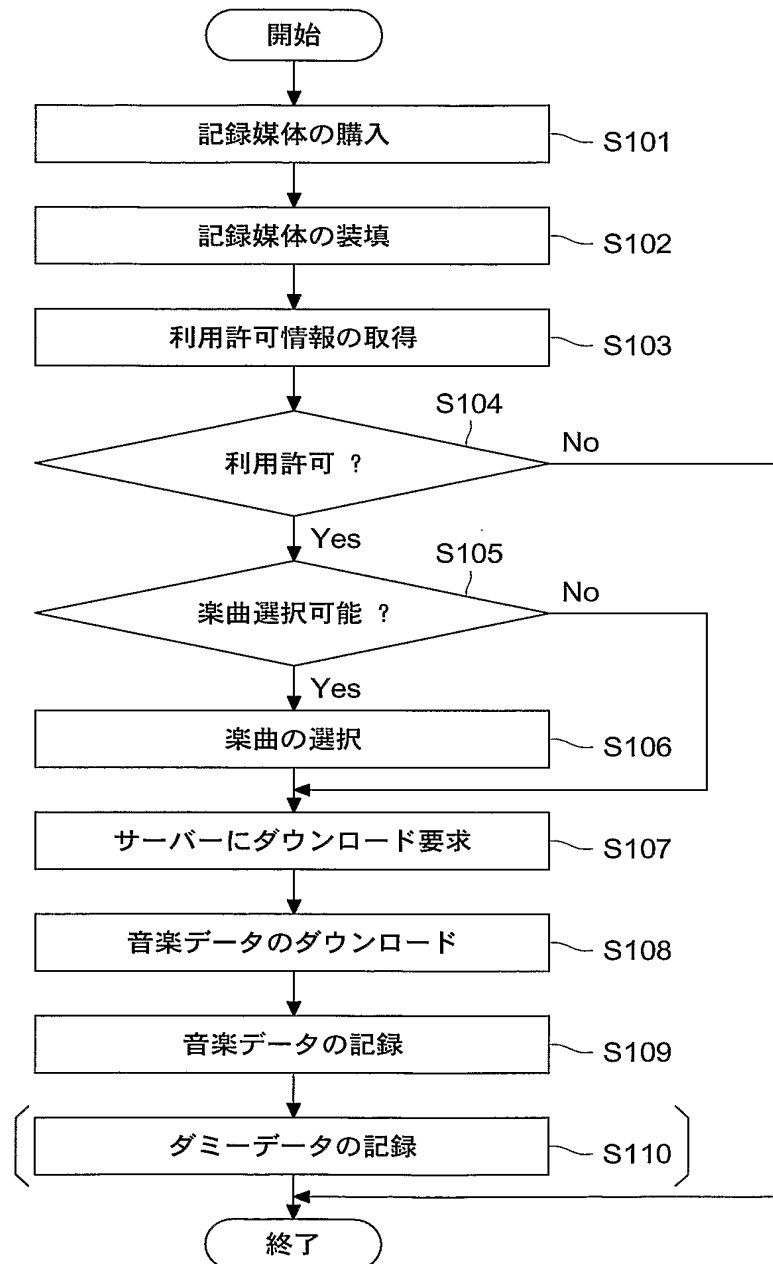 開始
記録媒体の購入
S101
記録媒体の装填
S102
利用許可情報の取得
S103
S104
利用許可 ?
No
Yes
S105
楽曲選択可能 ?
No
Yes
楽曲の選択
S106
サーバーにダウンロード要求
S107
音楽データのダウンロード
S108
音楽データの記録
S109
ダミーデータの記録
S110
終了